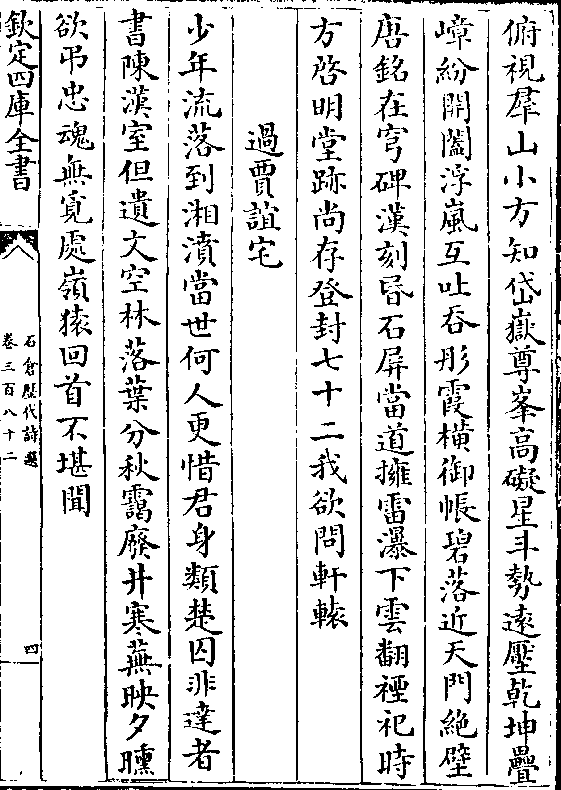 俯視羣山小方知岱嶽尊峯高礙星斗勢逺壓乾坤疊
嶂紛開闔浮嵐互吐吞彤霞橫御帳碧落近天門絶壁
唐銘在穹碑漢刻昬石屏當道擁雷瀑下雲翻禋祀時
方啓明堂跡尚存登封七十二我欲問軒轅
過賈誼宅
少年流落到湘濆當世何人更惜君身類楚囚非達者
書陳漢室但遺文空林落葉分秋靄廢井寒蕪映夕曛
欲弔忠魂無覓處嶺猿回首不堪聞
欽定四庫全書
石倉歷代詩選
卷三百八十二
四